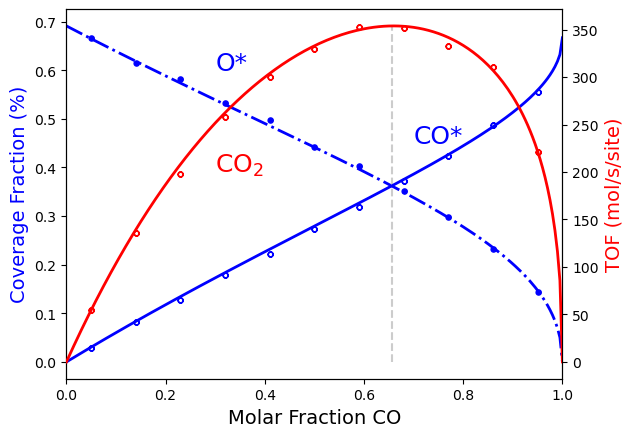 Coverage Fraction (%)
0.7
0.6
0.5
0.4
0.3
0.2
0.1
0.0
O*
CO₂
CO*
350
300
250
200
150
100
50
0
TOF (mol/s/site)
0.0 0.2 0.4 0.6 0.8 1.0
Molar Fraction CO